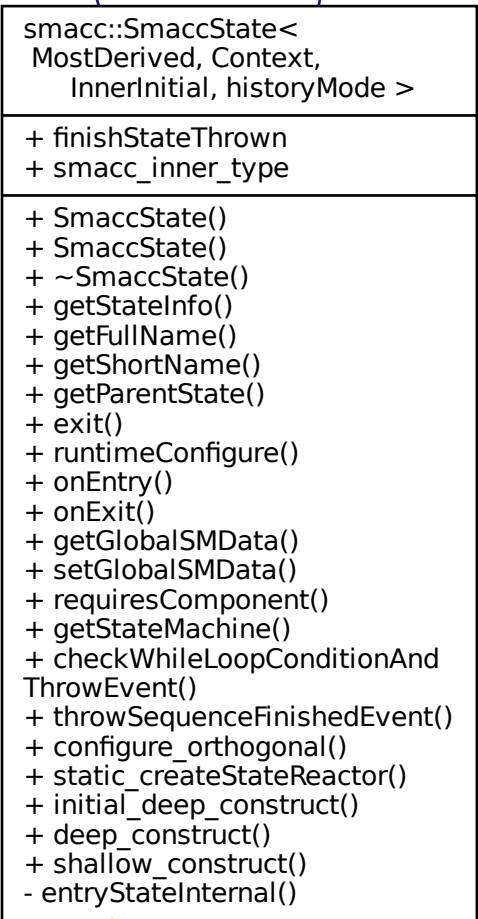 smacc::SmaccState<
MostDerived, Context,
InnerInitial, historyMode >
+ finishStateThrown
+ smacc_inner_type
+ SmaccState()
+ SmaccState()
+ ~SmaccState()
+ getStateInfo()
+ getFullName()
+ getShortName()
+ getParentState()
+ exit()
+ runtimeConfigure()
+ onEntry()
+ onExit()
+ getGlobalSMData()
+ setGlobalSMData()
+ requiresComponent()
+ getStateMachine()
+ checkWhileLoopConditionAnd
ThrowEvent()
+ throwSequenceFinishedEvent()
+ configure_orthogonal()
+ static_createStateReactor()
+ initial_deep_construct()
+ deep_construct()
+ shallow_construct()
- entryStateInternal()